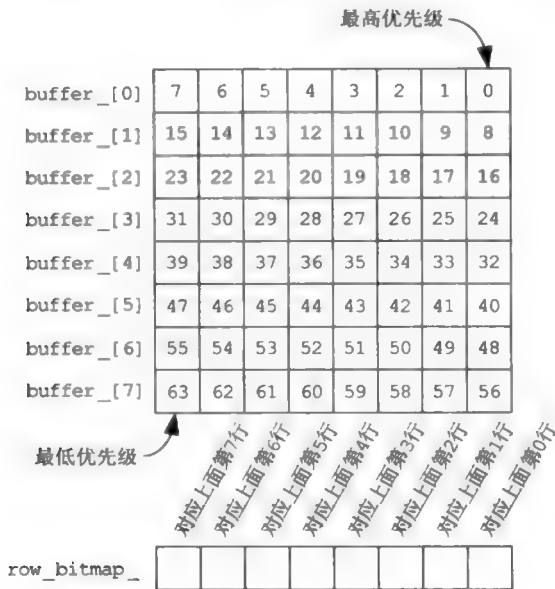 最高优先级
buffer_[0] 7 6 5 4 3 2 1 0
buffer_[1] 15 14 13 12 11 10 9 8
buffer_[2] 23 22 21 20 19 18 17 16
buffer_[3] 31 30 29 28 27 26 25 24
buffer_[4] 39 38 37 36 35 34 33 32
buffer_[5] 47 46 45 44 43 42 41 40
buffer_[6] 55 54 53 52 51 50 49 48
buffer_[7] 63 62 61 60 59 58 57 56
最低优先级
对应上面第7行
对应上面第6行
对应上面第5行
对应上面第4行
对应上面第3行
对应上面第2行
对应上面第1行
对应上面第0行
row_bitmap_